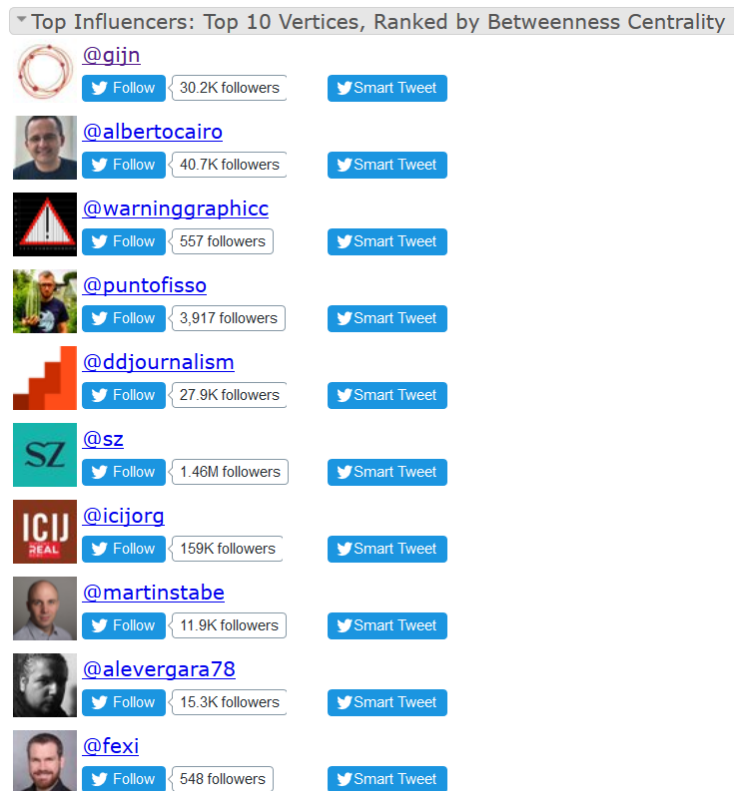 Top Influencers: Top 10 Vertices, Ranked by Betweenness Centrality
@gijn
Follow 30.2K followers Smart Tweet
@albertocairo
Follow 40.7K followers Smart Tweet
@warninggraphicc
Follow 557 followers Smart Tweet
@puntofisso
Follow 3,917 followers Smart Tweet
@ddjournalism
Follow 27.9K followers Smart Tweet
SZ @sz
Follow 1.46M followers Smart Tweet
ICIJ @icijorg
REAL Follow 159K followers Smart Tweet
@martinstabe
Follow 11.9K followers Smart Tweet
@alevergara78
Follow 15.3K followers Smart Tweet
@fexi
Follow 548 followers Smart Tweet